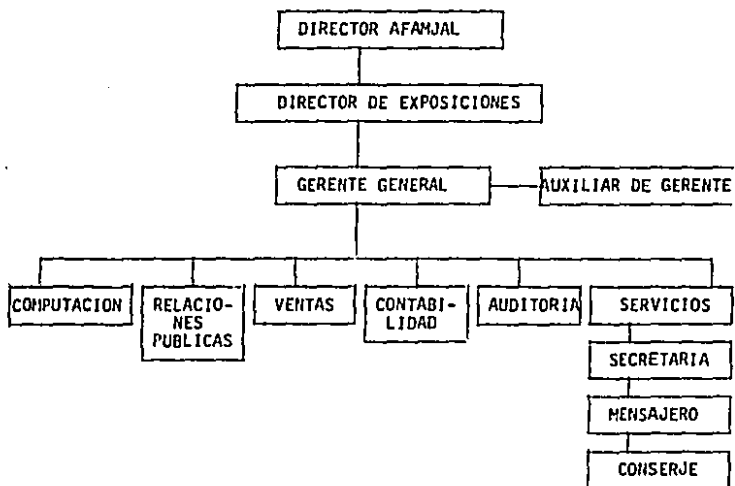 DIRECTOR AFAMJAL
DIRECTOR DE EXPOSICIONES
GERENTE GENERAL
AUXILIAR DE GERENTE
COMPUTACION
RELACIO-
NES
PUBLICAS
VENTAS
CONTABI-
LIDAD
AUDITORIA
SERVICIOS
SECRETARIA
MENSAJERO
CONSERJE